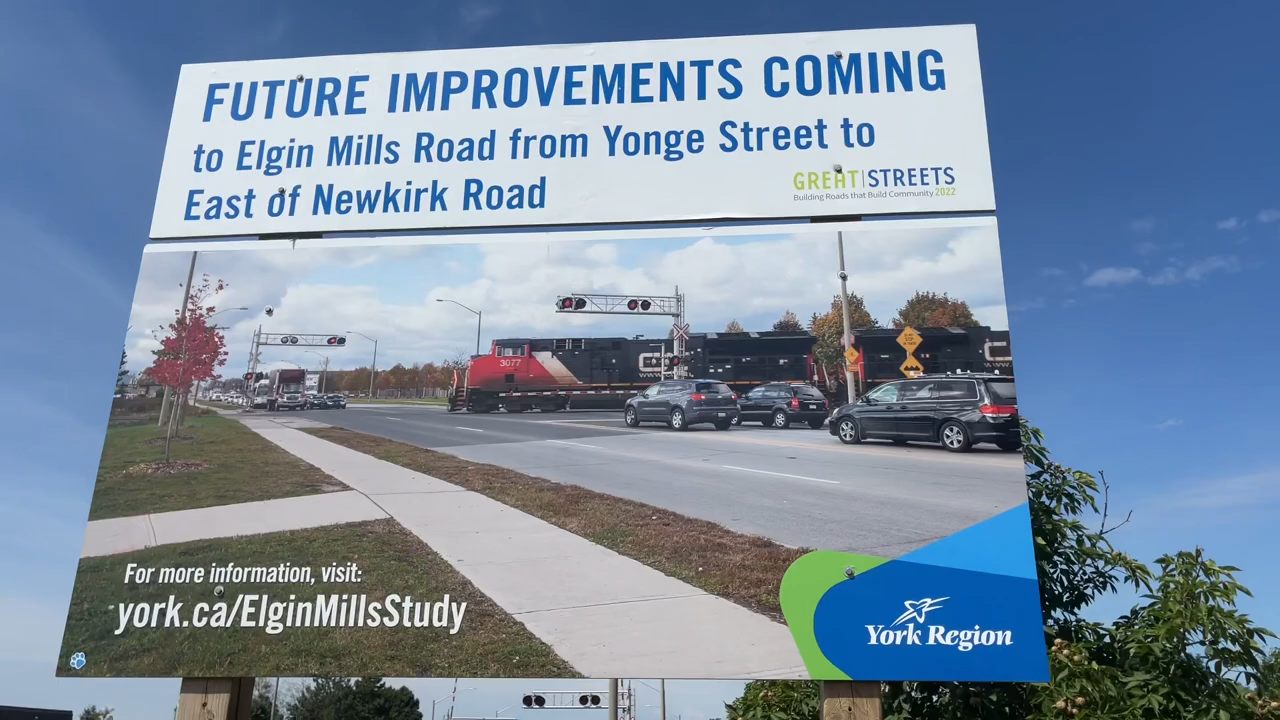 FUTURE IMPROVEMENTS COMING
to Elgin Mills Road from Yonge Street to
East of Newkirk Road
GREAT | STREETS
Building Roads that Build Community 2022
3077
For more information, visit:
york.ca/ElginMillsStudy
York Region